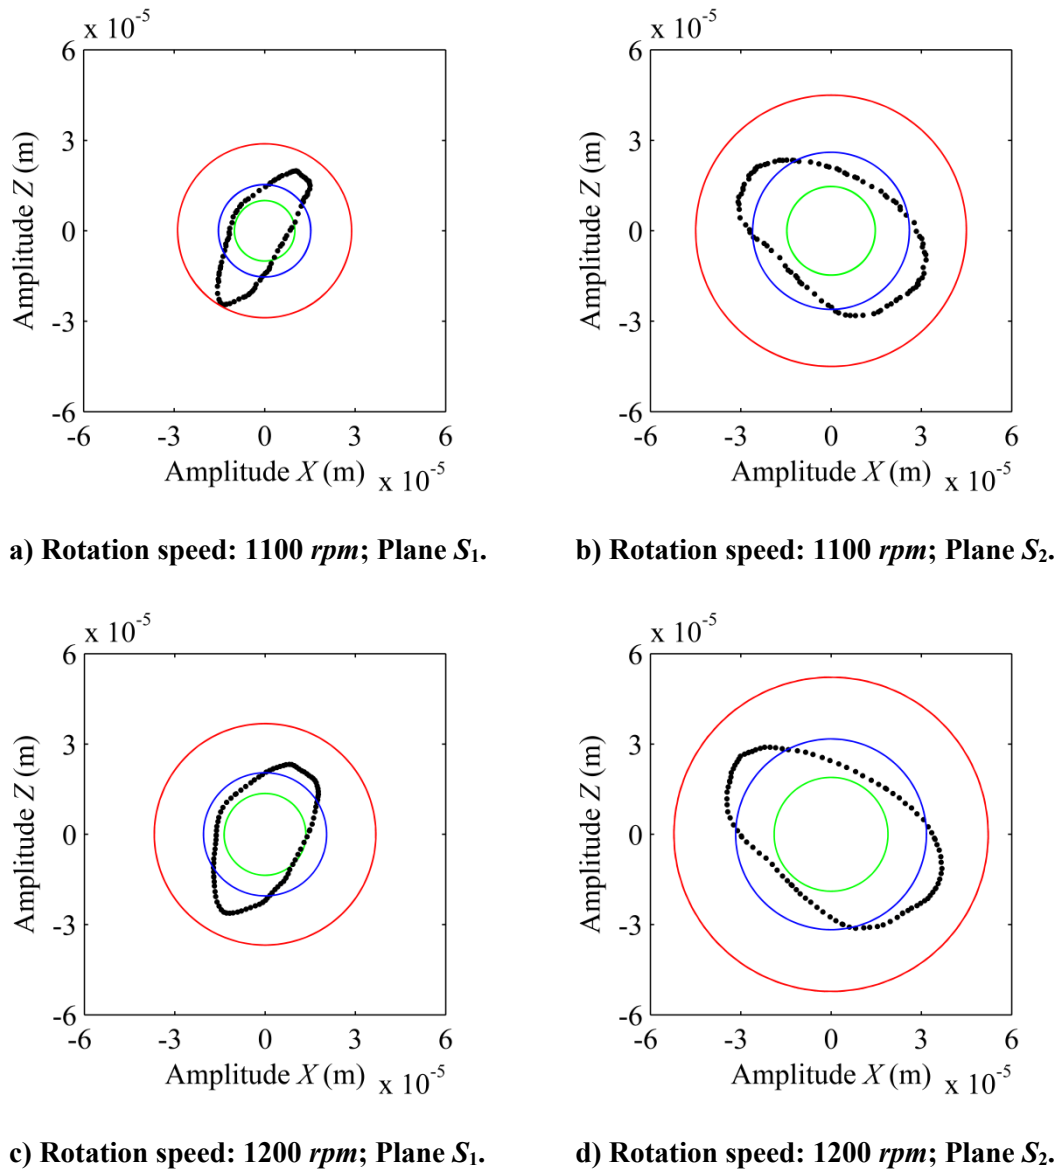 x 10-5
x 10-5
6
3
0
-3
-6
Amplitude Z (m)
-6 -3 0 3 6
Amplitude X (m) x 10-5
6
3
0
-3
-6
Amplitude Z (m)
-6 -3 0 3 6
Amplitude X (m) x 10-5
a) Rotation speed: 1100 rpm; Plane S1.
b) Rotation speed: 1100 rpm; Plane S2.
x 10-5
x 10-5
6
3
0
-3
-6
Amplitude Z (m)
-6 -3 0 3 6
Amplitude X (m) x 10-5
6
3
0
-3
-6
Amplitude Z (m)
-6 -3 0 3 6
Amplitude X (m) x 10-5
c) Rotation speed: 1200 rpm; Plane S1.
d) Rotation speed: 1200 rpm; Plane S2.